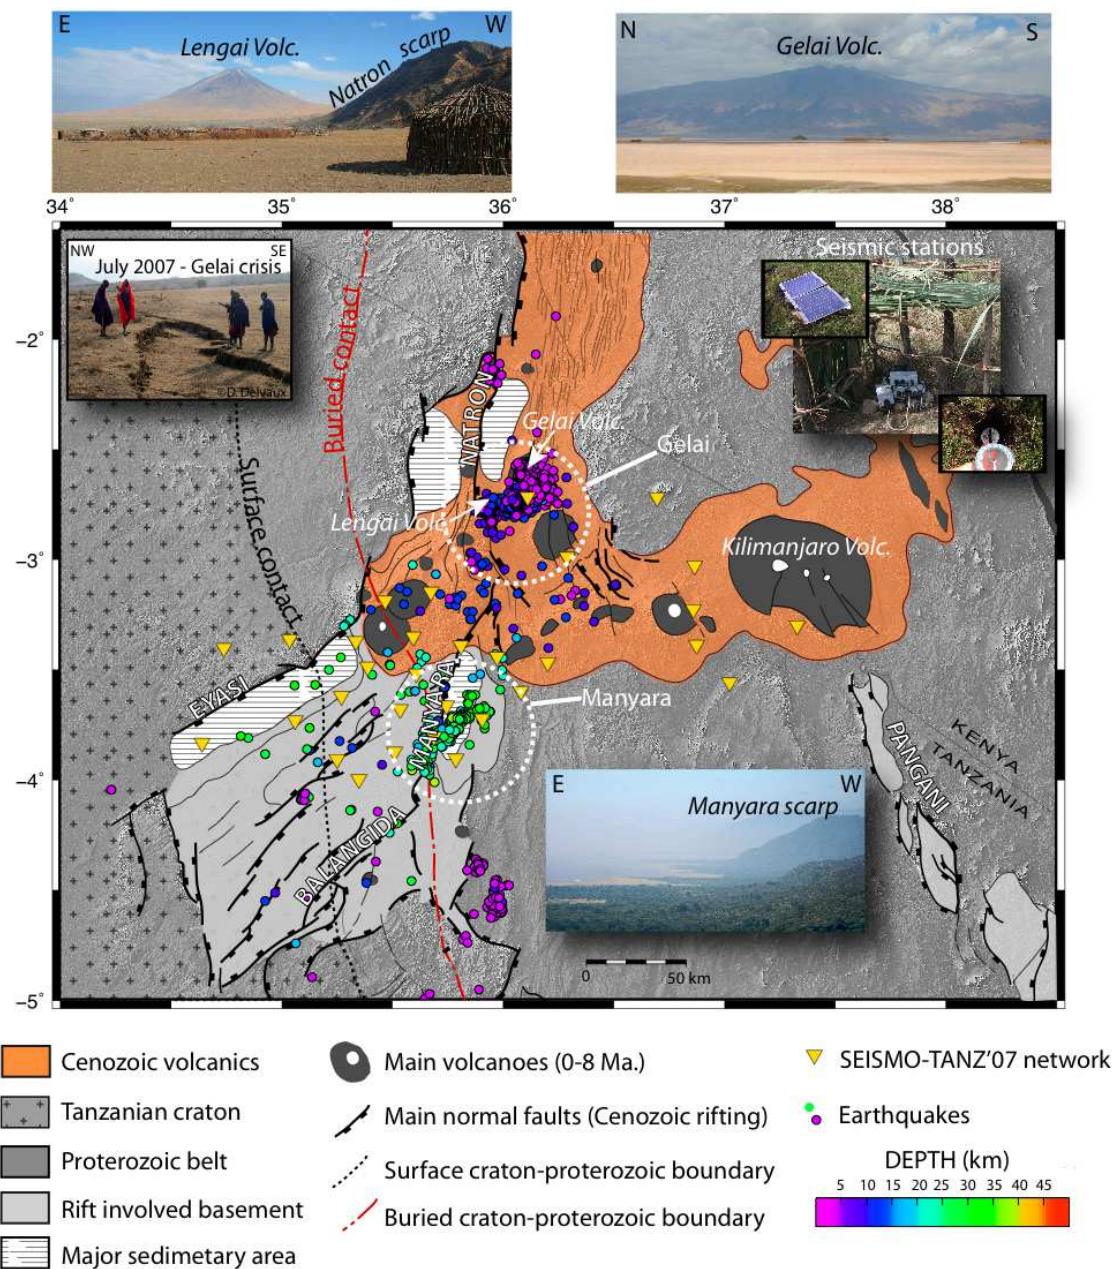 E
Lengai Volc.
Natron scarp
W
N
Gelai Volc.
S
34°
35°
36°
37°
38°
NW
SE
July 2007 - Gelai crisis
©D. Delvaux
Seismic stations
Buried contact
Surface contact
−2°
−3°
−4°
−5°
NATRON
Gelai Volc.
Gelai
Lengai Volc.
Kilimanjaro Volc.
EYASI
MANYARA
Manyara
BALANGIDA
PANGANI
KENYA
TANZANIA
E
W
Manyara scarp
0
50 km
Cenozoic volcanics
Tanzanian craton
Proterozoic belt
Rift involved basement
Major sedimetary area
Main volcanoes (0-8 Ma.)
Main normal faults (Cenozoic rifting)
Surface craton-proterozoic boundary
Buried craton-proterozoic boundary
SEISMO-TANZ'07 network
Earthquakes
DEPTH (km)
5 10 15 20 25 30 35 40 45